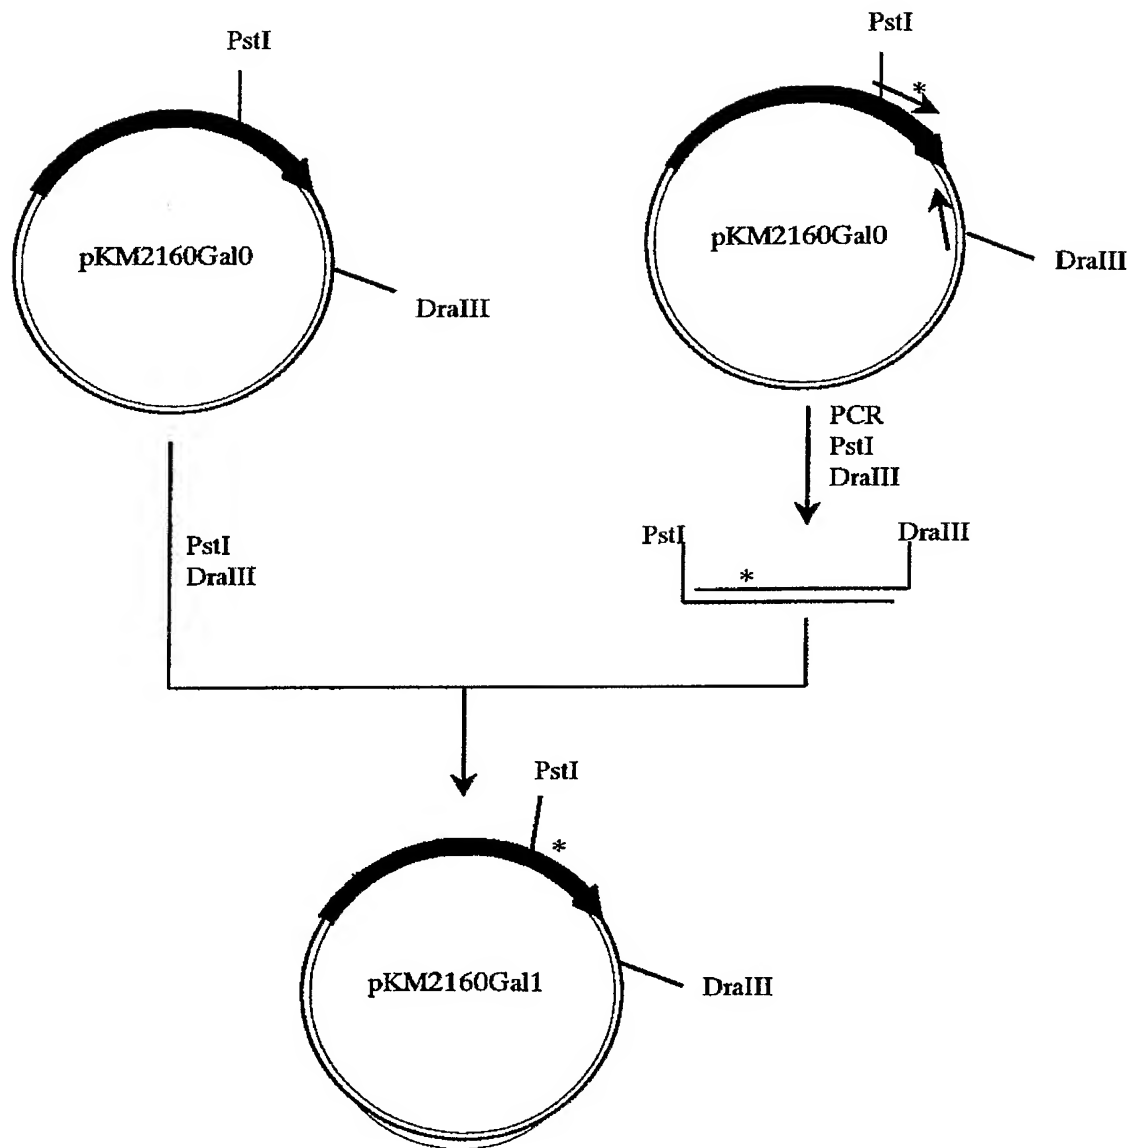 PstI
PstI
*
pKM2160Gal0
pKM2160Gal0
DraIII
DraIII
PCR
PstI
DraIII
PstI
DraIII
PstI
DraIII
*
PstI
*
pKM2160Gal1
DraIII